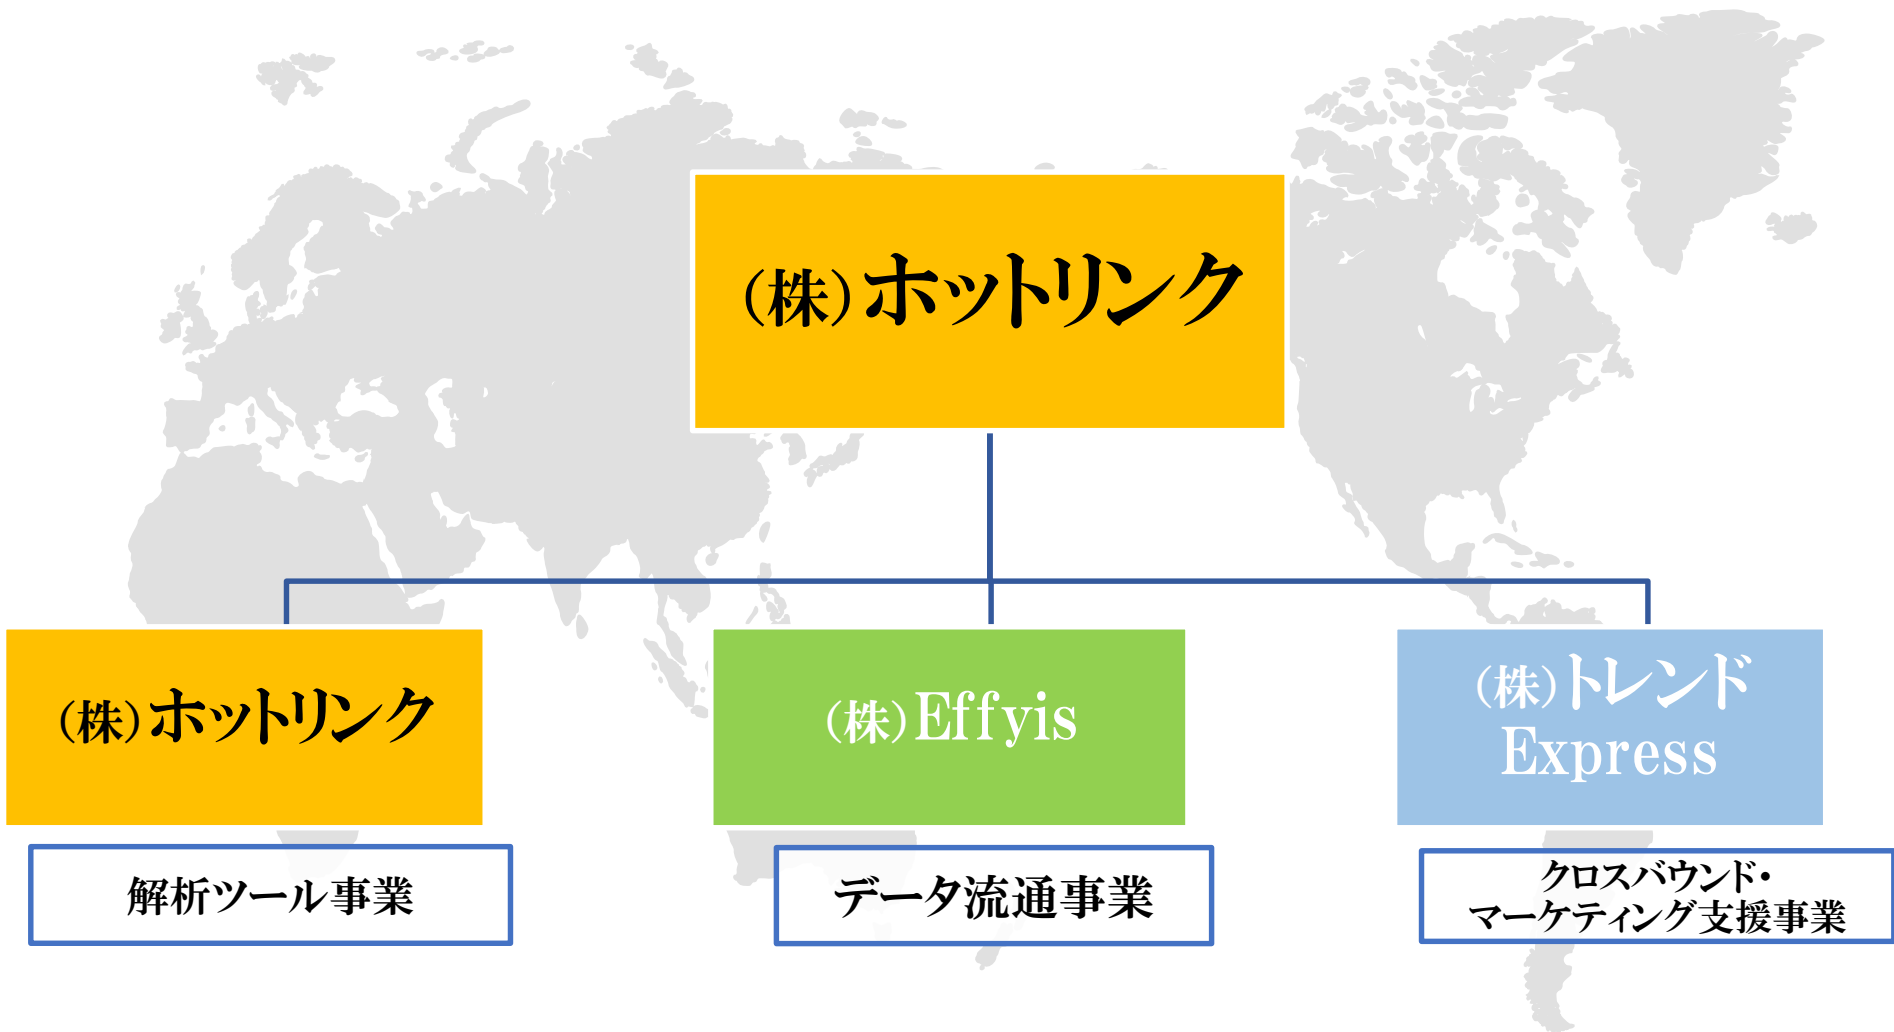 （株）ホットリンク
（株）ホットリンク
（株）Effyis
（株）トレンド
Express
解析ツール事業
データ流通事業
クロスバウンド・
マーケティング支援事業